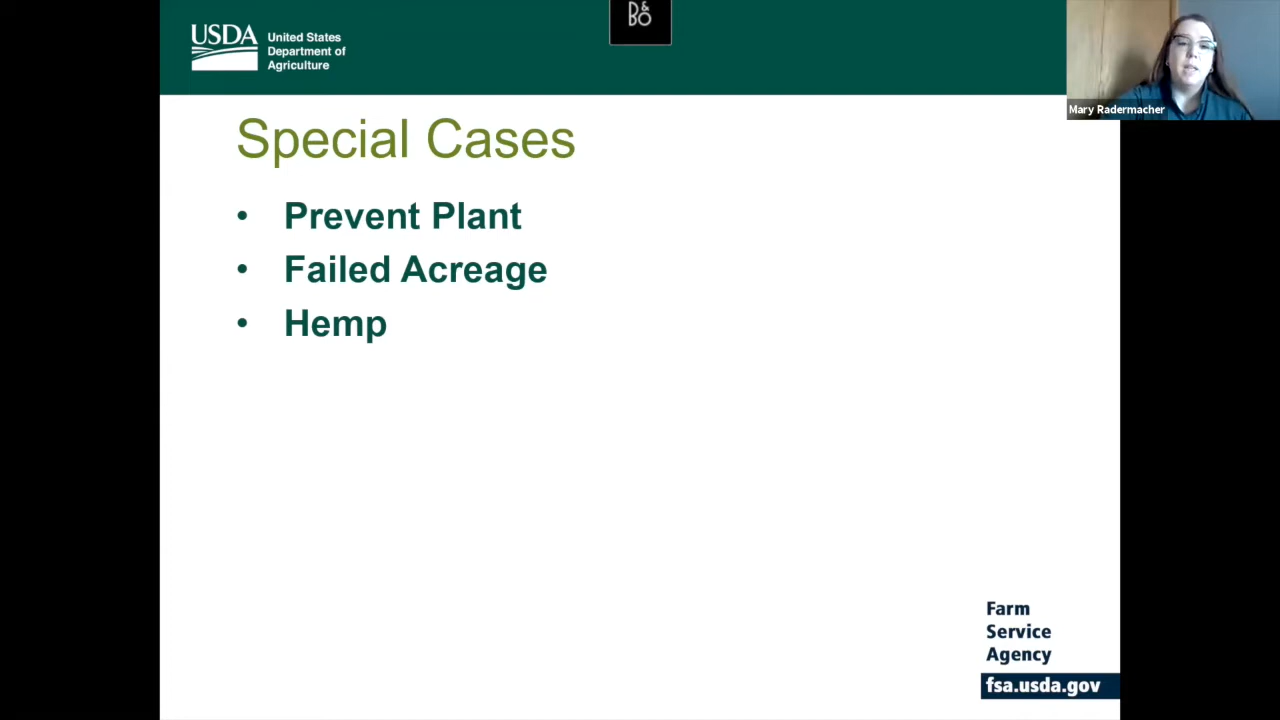 USDA
United States
Department of
Agriculture
B&
BO
Mary Radermacher
Special Cases
• Prevent Plant
• Failed Acreage
• Hemp
Farm
Service
Agency
fsa.usda.gov